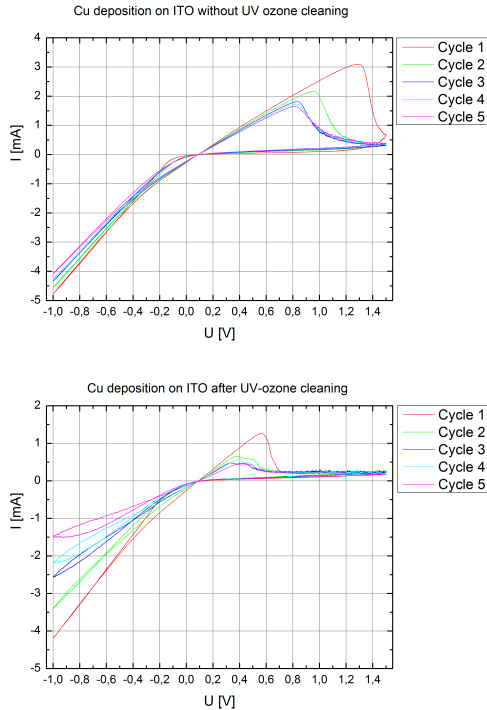 Cu deposition on ITO without UV ozone cleaning
4
3
2
1
0
-1
-2
-3
-4
-5
I [mA]
-1,0 -0,8 -0,6 -0,4 -0,2 0,0 0,2 0,4 0,6 0,8 1,0 1,2 1,4
U [V]
Cycle 1
Cycle 2
Cycle 3
Cycle 4
Cycle 5
Cu deposition on ITO after UV-ozone cleaning
2
1
0
-1
-2
-3
-4
-5
I [mA]
-1,0 -0,8 -0,6 -0,4 -0,2 0,0 0,2 0,4 0,6 0,8 1,0 1,2 1,4
U [V]
Cycle 1
Cycle 2
Cycle 3
Cycle 4
Cycle 5